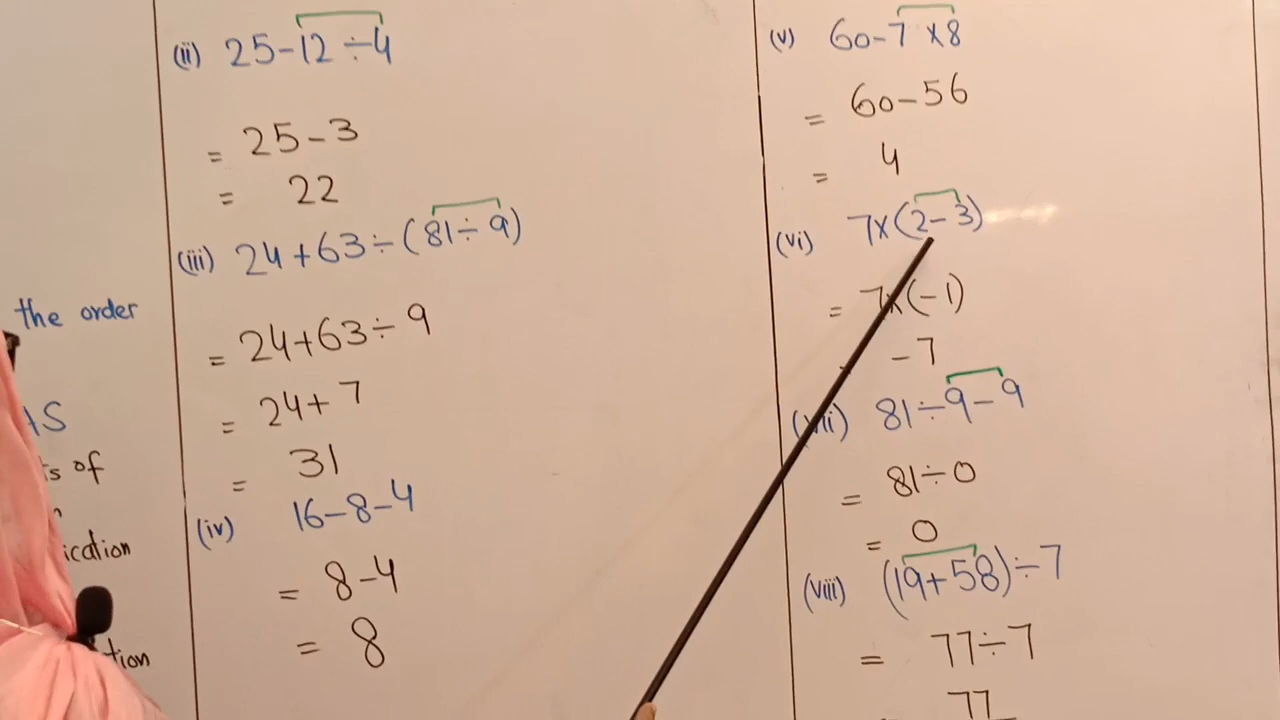 the order
AS
ts of
ication
tion
(ii) 25-12÷4
= 25-3
= 22
(iii) 24+63÷(81÷9)
= 24+63÷9
= 24+7
= 31
(iv) 16-8-4
= 8-4
= 8
(v) 60-7×8
= 60-56
= 4
(vi) 7×(2-3)
= 7×(-1)
-7
(vii) 81÷9-9
= 81÷0
= 0
(viii) (19+58)÷7
= 77÷7
77